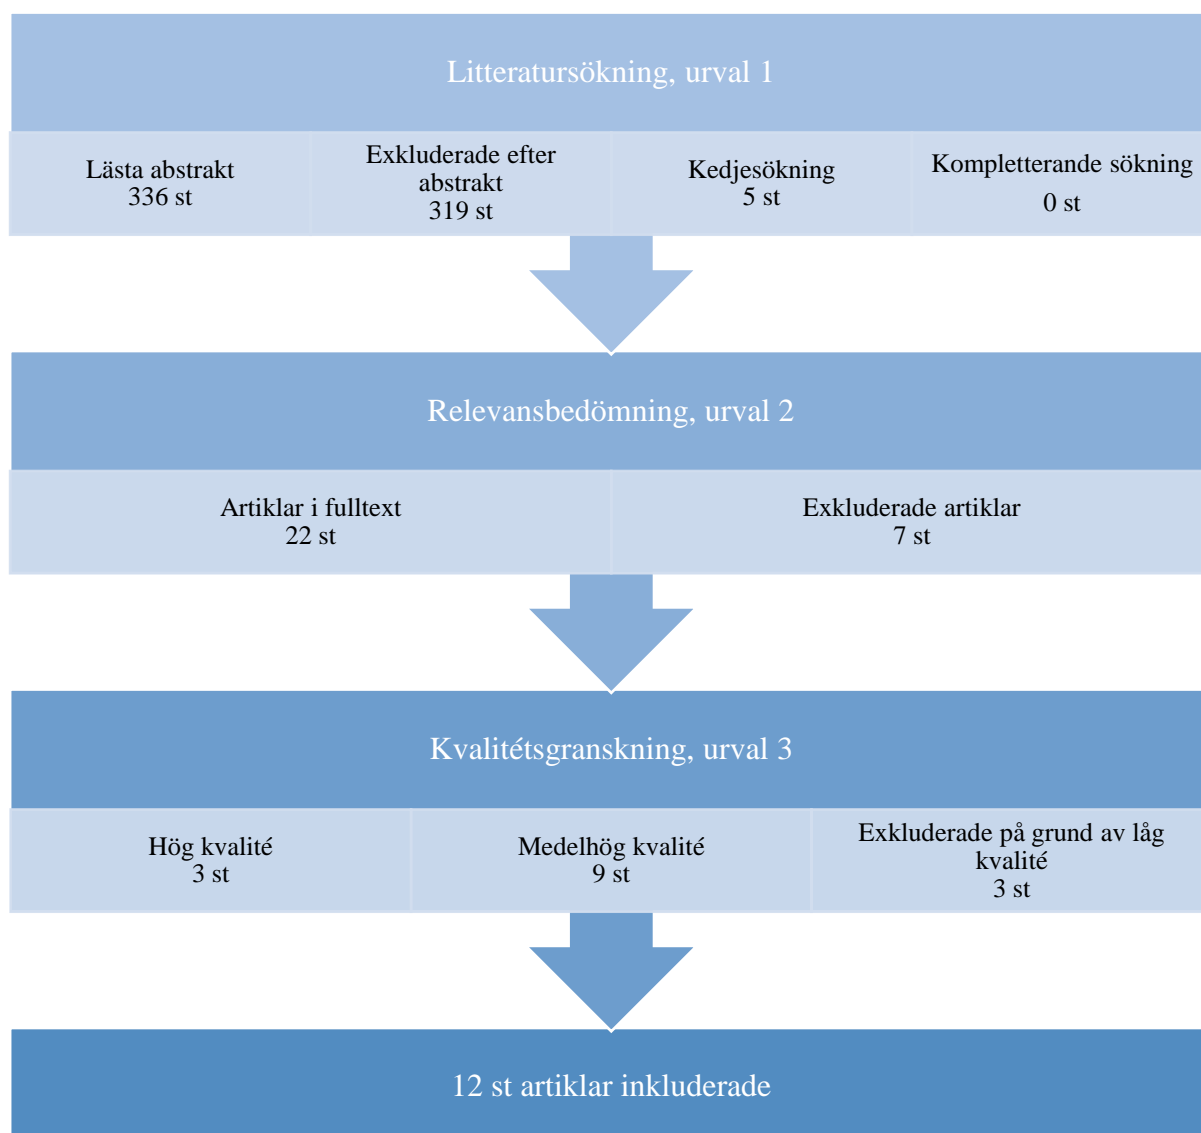 Litteratursökning, urval 1
Lästa abstrakt
336 st
Exkluderade efter
abstrakt
319 st
Kedjesökning
5 st
Kompletterande sökning
0 st
Relevansbedömning, urval 2
Artiklar i fulltext
22 st
Exkluderade artiklar
7 st
Kvalitétsgranskning, urval 3
Hög kvalité
3 st
Medelhög kvalité
9 st
Exkluderade på grund av låg
kvalité
3 st
12 st artiklar inkluderade